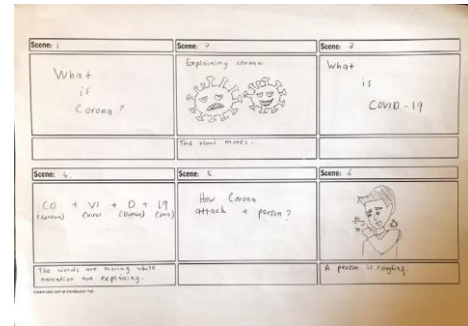 Scene: 1
What
is
Corona?
Scene: 2
Explaining corona
The virus moves.
Scene: 3
What
is
COVID-19
Scene: 4
CO + VI + D + 19
(Corona) (Virus) (Disease)
The words are moving while
narration are explaining.
Scene: 5
How Corona
attack a person?
Scene: 6
A person is coughing.